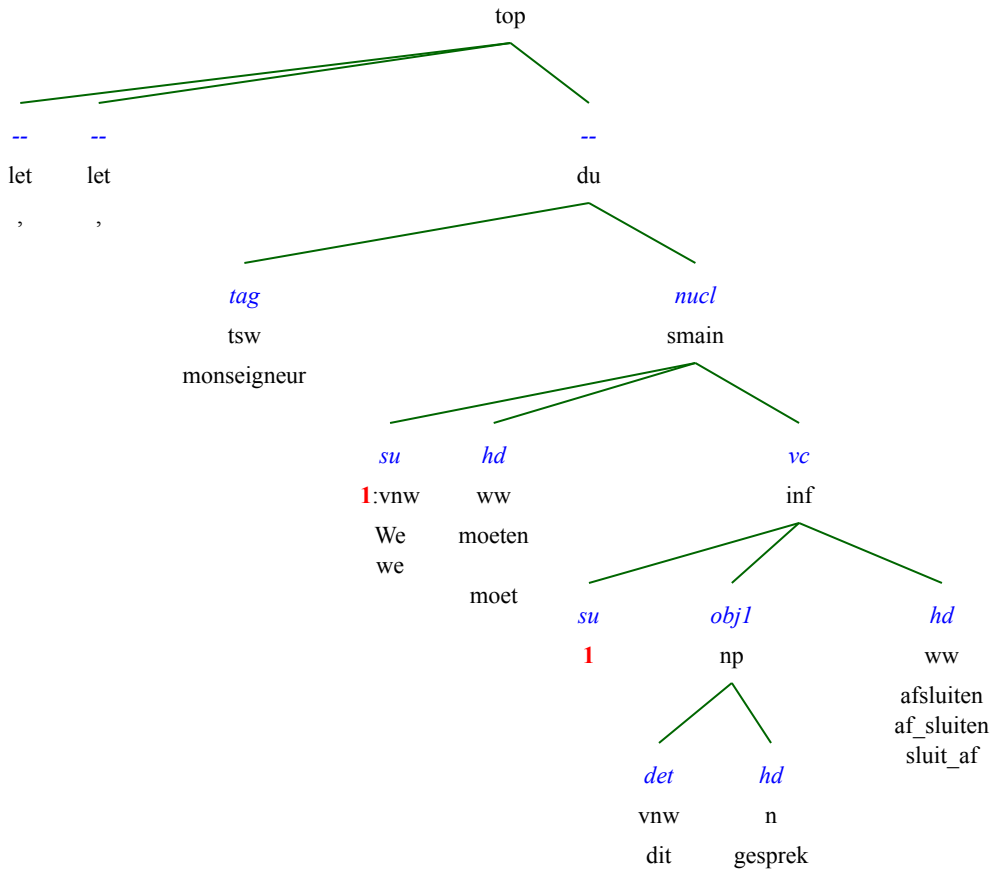 top
-- -- --
let let du
, ,
tag nucl
tsw smain
monseigneur
su hd vc
1:vnw ww inf
We moeten
we
moet
su obj1 hd
1 np ww
afsluiten
af_sluiten
sluit_af
det hd
vnw n
dit gesprek